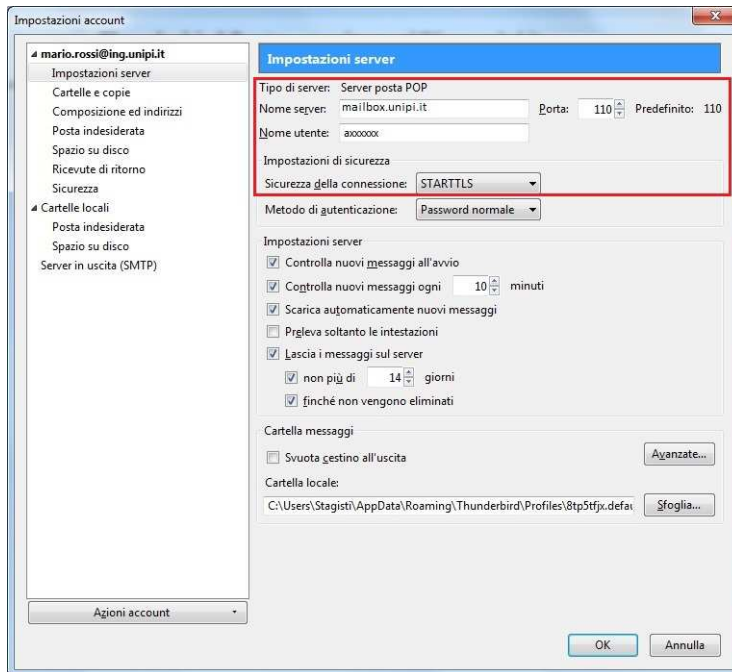 Impostazioni account
mario.rossi@ing.unipi.it
Impostazioni server
Cartelle e copie
Composizione ed indirizzi
Posta indesiderata
Spazio su disco
Ricevute di ritorno
Sicurezza
Cartelle locali
Posta indesiderata
Spazio su disco
Server in uscita (SMTP)
Azioni account
Impostazioni server
Tipo di server: Server posta POP
Nome server: mailbox.unipi.it Porta: 110 Predefinito: 110
Nome utente: axxxxxx
Impostazioni di sicurezza
Sicurezza della connessione: STARTTLS
Metodo di autenticazione: Password normale
Impostazioni server
Controlla nuovi messaggi all'avvio
Controlla nuovi messaggi ogni 10 minuti
Scarica automaticamente nuovi messaggi
Preleva soltanto le intestazioni
Lascia i messaggi sul server
non più di 14 giorni
finché non vengono eliminati
Cartella messaggi
Svuota cestino all'uscita Avanzate...
Cartella locale:
C:\Users\Stagisti\AppData\Roaming\Thunderbird\Profiles\8tp5tfjx.defau Sfoglia...
OK Annulla